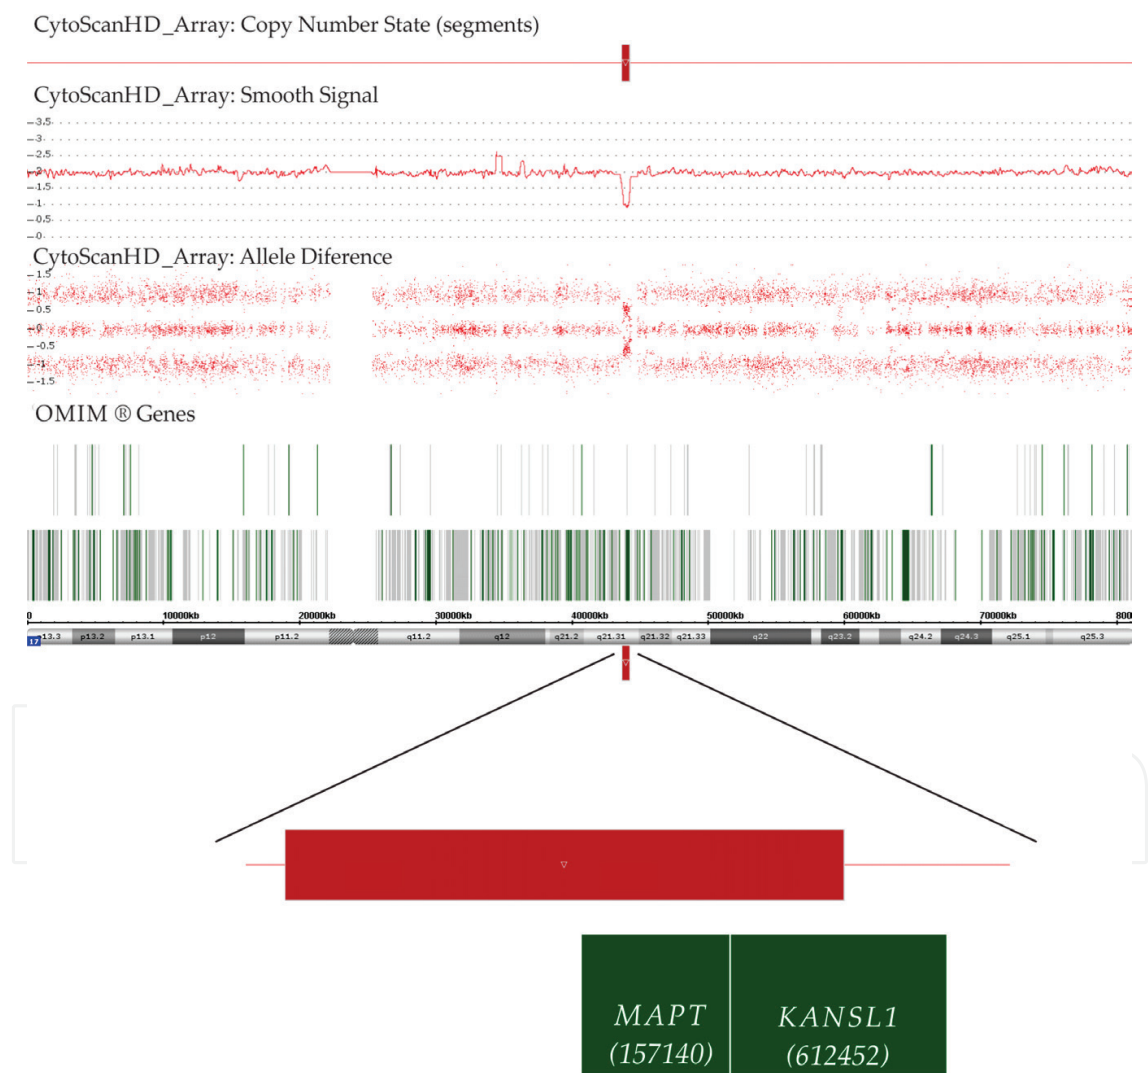 CytoScanHD_Array: Copy Number State (segments)
CytoScanHD_Array: Smooth Signal
3.5
3
2.5
2
1.5
1
0.5
0
CytoScanHD_Array: Allele Diference
1.5
1
0.5
0
-0.5
-1
-1.5
OMIM ® Genes
0 10000kb 20000kb 30000kb 40000kb 50000kb 60000kb 70000kb 800
17 p13.3 p13.2 p13.1 p12 p11.2 q11.2 q12 q21.2 q21.31 q21.32 q21.33 q22 q23.2 q24.2 q24.3 q25.1 q25.3
MAPT KANSL1
(157140) (612452)